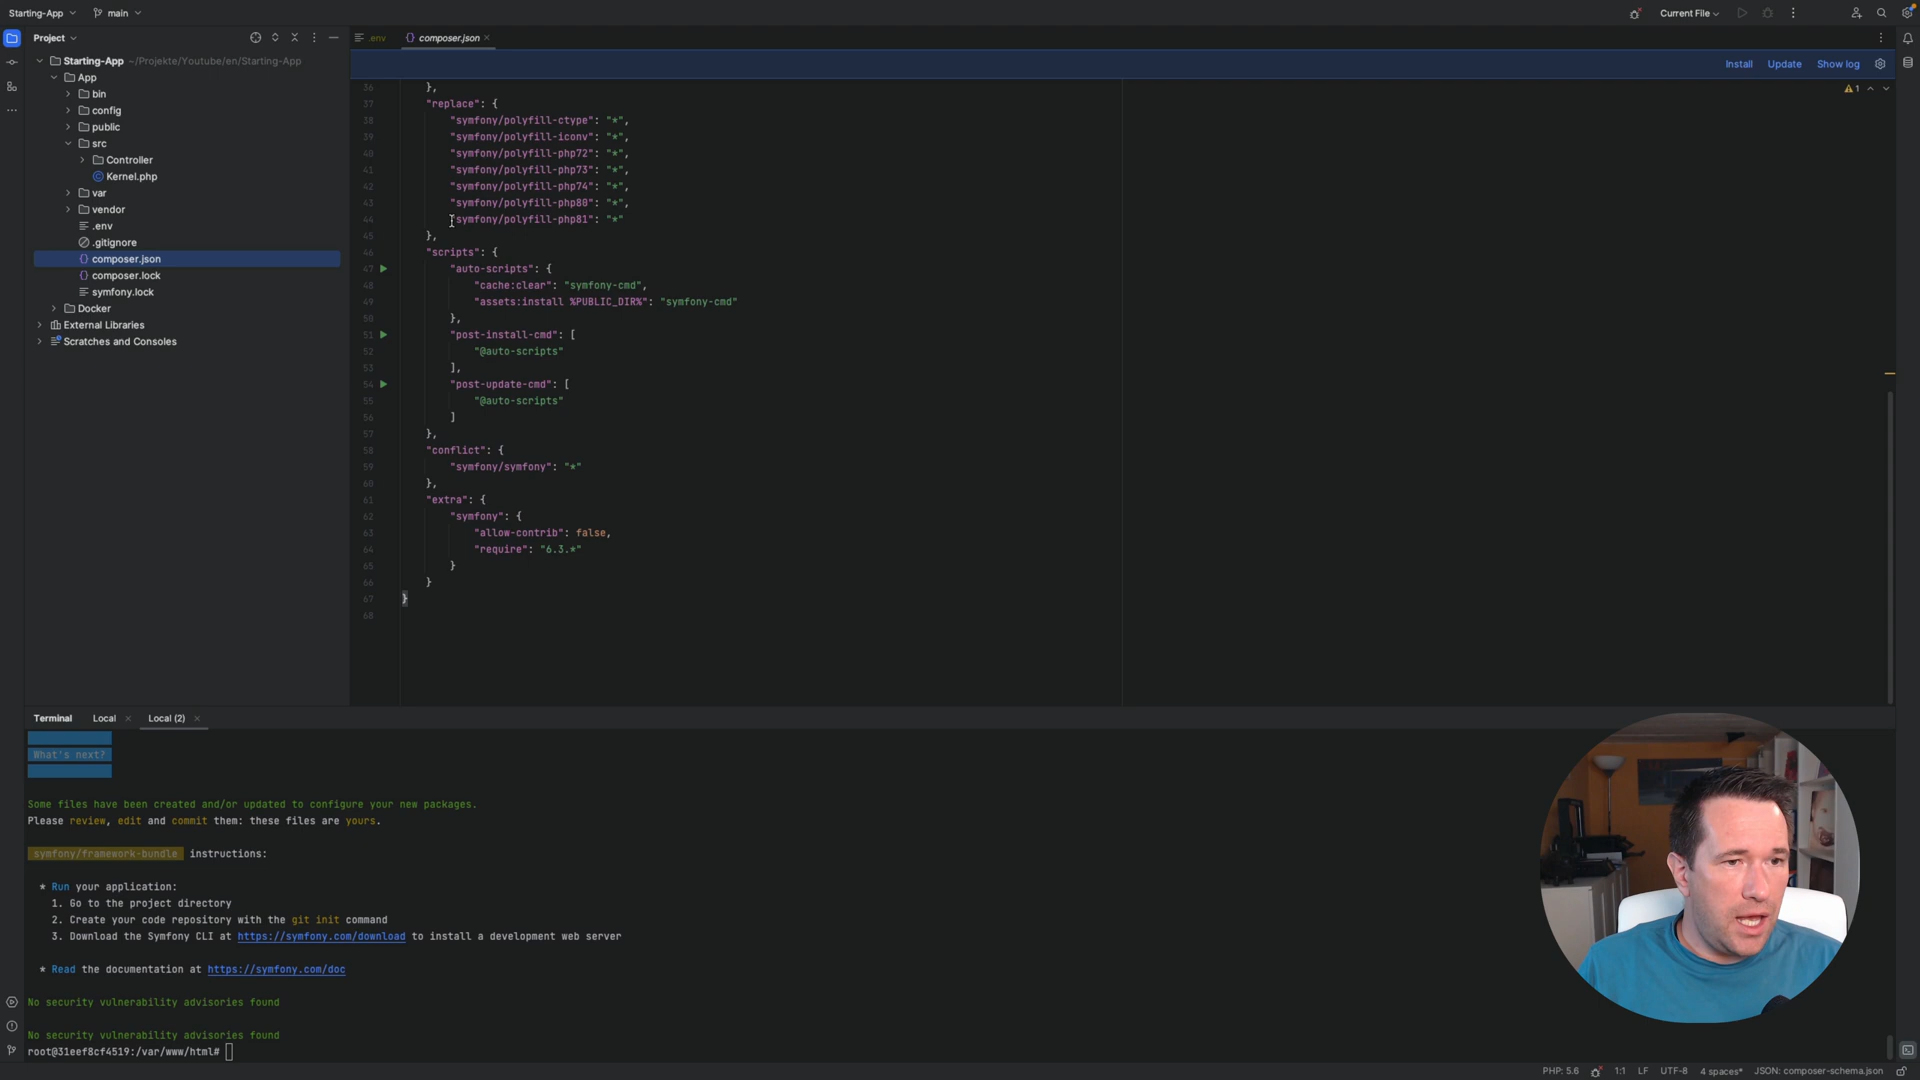 Starting-App
main
Current File
Project
.env
composer.json
Starting-App ~/Projekte/Youtube/en/Starting-App
App
bin
config
public
src
Controller
Kernel.php
var
vendor
.env
.gitignore
composer.json
composer.lock
symfony.lock
Docker
External Libraries
Scratches and Consoles
Install Update Show log
1
36 },
37 "replace": {
38 "symfony/polyfill-ctype": "*",
39 "symfony/polyfill-iconv": "*",
40 "symfony/polyfill-php72": "*",
41 "symfony/polyfill-php73": "*",
42 "symfony/polyfill-php74": "*",
43 "symfony/polyfill-php80": "*",
44 "symfony/polyfill-php81": "*"
45 },
46 "scripts": {
47 "auto-scripts": {
48 "cache:clear": "symfony-cmd",
49 "assets:install %PUBLIC_DIR%": "symfony-cmd"
50 },
51 "post-install-cmd": [
52 "@auto-scripts"
53 ],
54 "post-update-cmd": [
55 "@auto-scripts"
56 ]
57 },
58 "conflict": {
59 "symfony/symfony": "*"
60 },
61 "extra": {
62 "symfony": {
63 "allow-contrib": false,
64 "require": "6.3.*"
65 }
66 }
67 }
68
Terminal Local Local (2)
What's next?
Some files have been created and/or updated to configure your new packages.
Please review, edit and commit them: these files are yours.
symfony/framework-bundle instructions:
* Run your application:
1. Go to the project directory
2. Create your code repository with the git init command
3. Download the Symfony CLI at https://symfony.com/download to install a development web server
* Read the documentation at https://symfony.com/doc
No security vulnerability advisories found
No security vulnerability advisories found
root@31eef8cf4519:/var/www/html#
PHP: 5.6 1:1 LF UTF-8 4 spaces* JSON: composer-schema.json